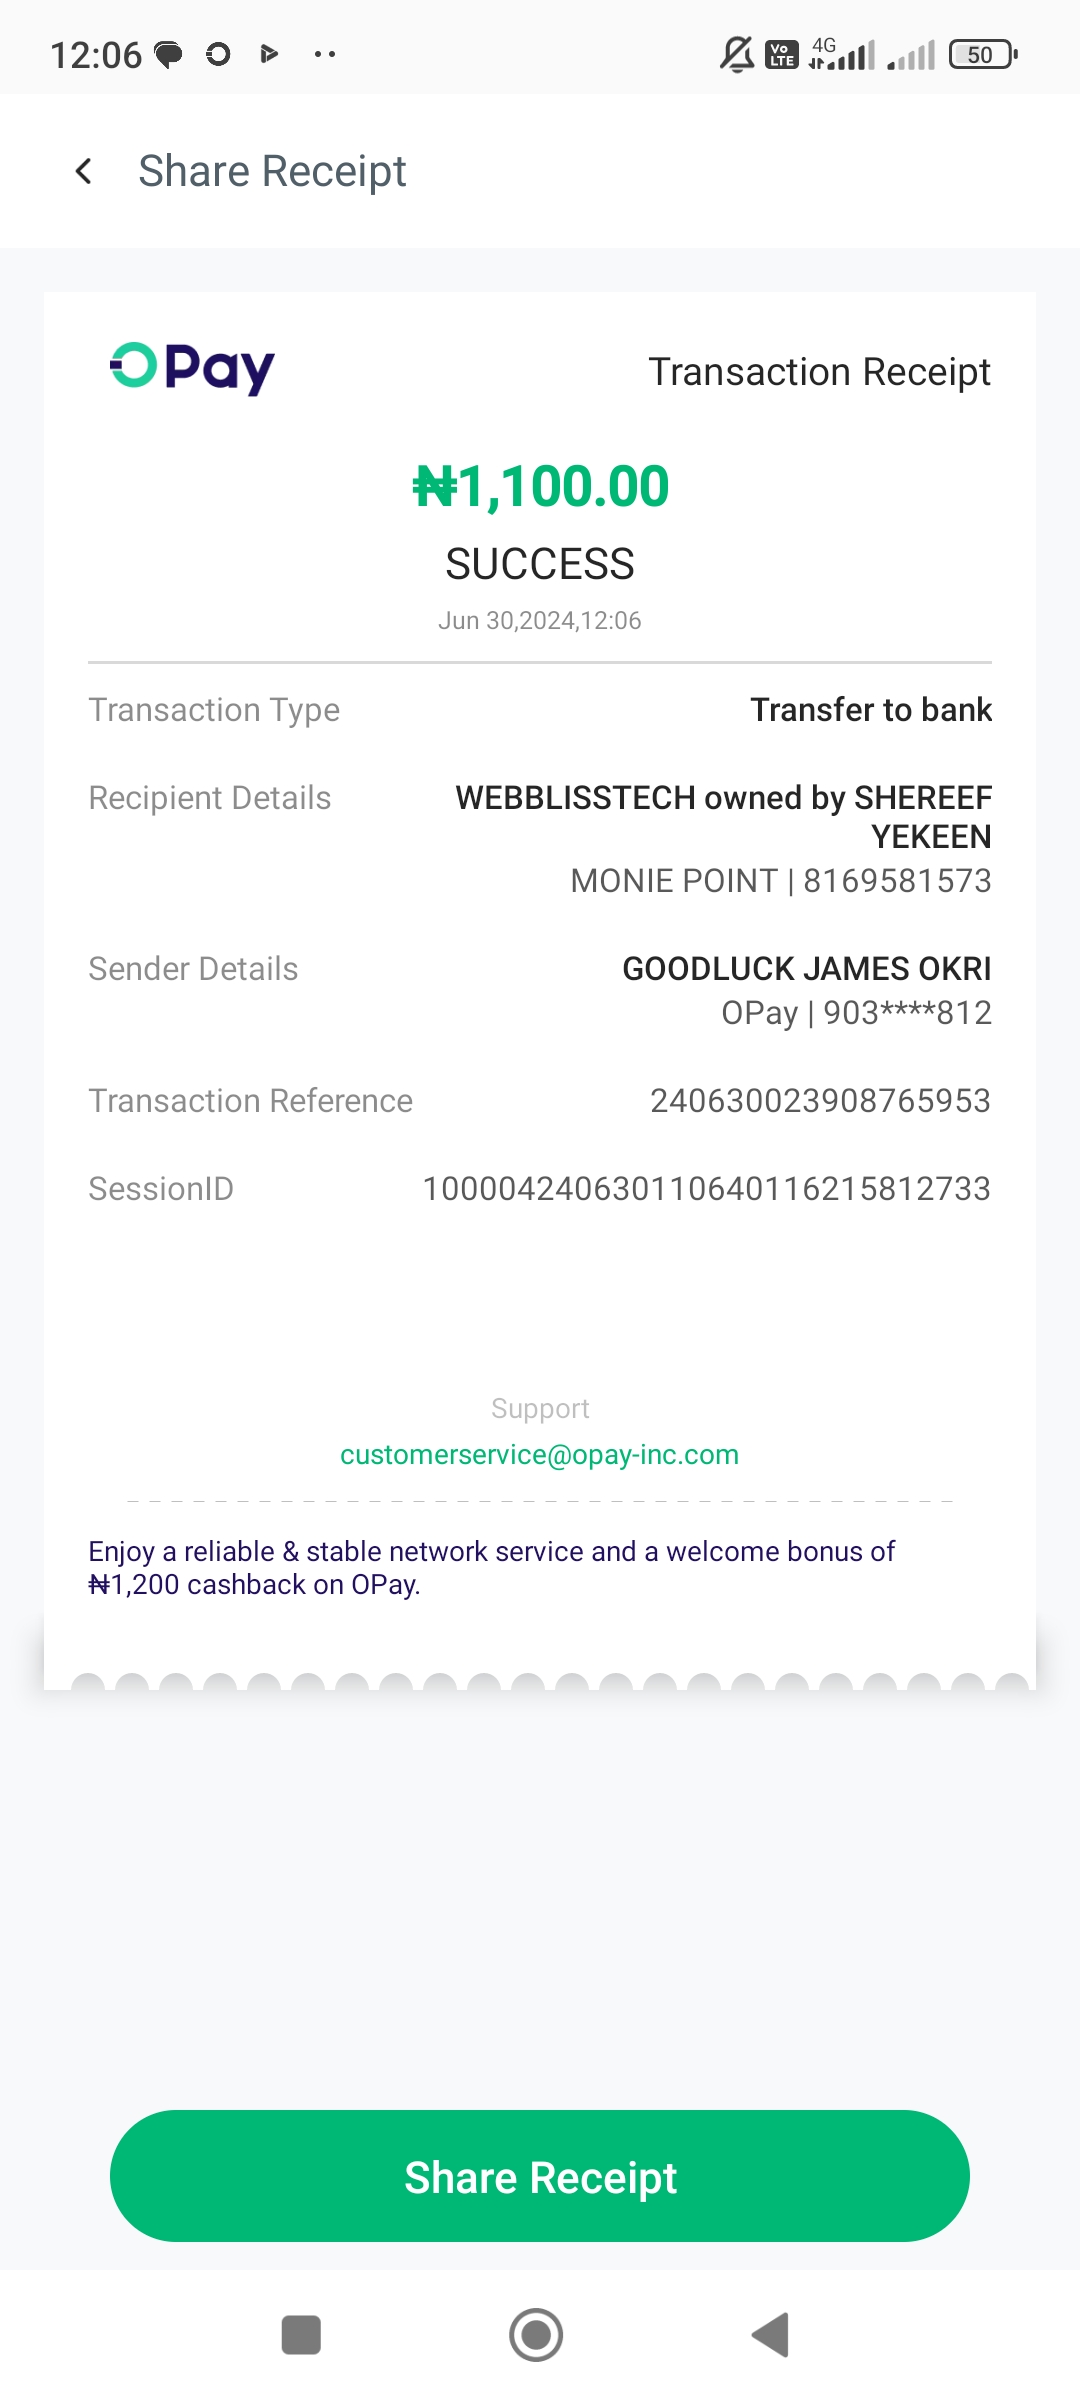 12:06
Vo LTE 4G 50
Share Receipt
OPay
Transaction Receipt
₦1,100.00
SUCCESS
Jun 30,2024,12:06
Transaction Type Transfer to bank
Recipient Details WEBBLISSTECH owned by SHEREEF
YEKEEN
MONIE POINT | 8169581573
Sender Details GOODLUCK JAMES OKRI
OPay | 903****812
Transaction Reference 240630023908765953
SessionID 100004240630110640116215812733
Support
customerservice@opay-inc.com
Enjoy a reliable & stable network service and a welcome bonus of
₦1,200 cashback on OPay.
Share Receipt